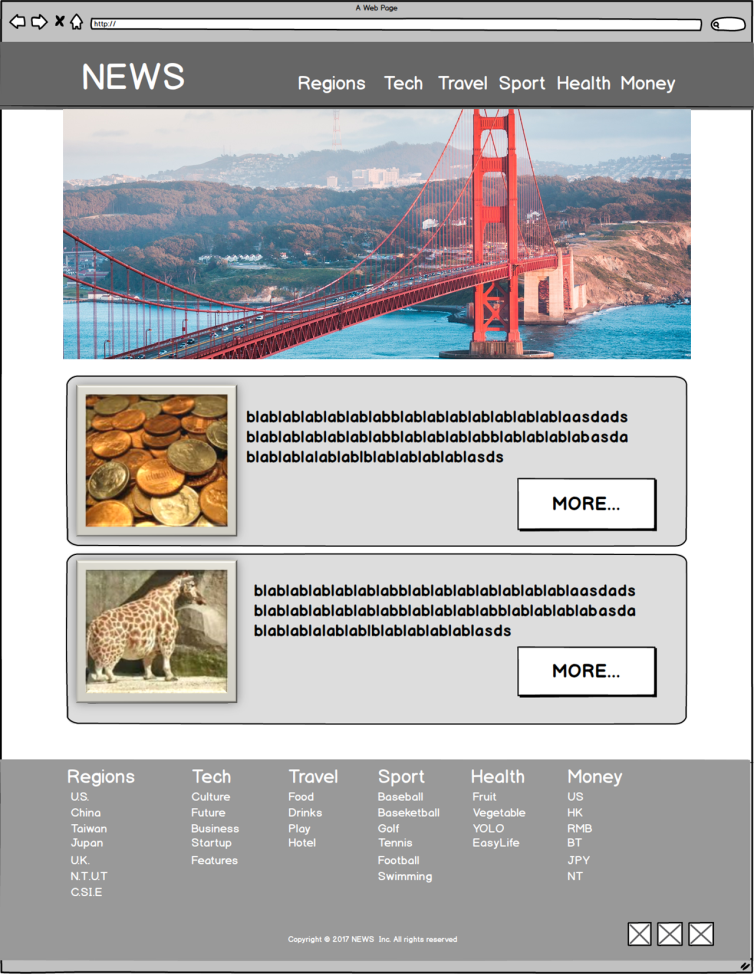 A Web Page
http://
NEWS
Regions Tech Travel Sport Health Money
blablablablablablabblablablablablablablablaasdads
blablablablablablabblablablablabblablablablabasda
blablablalablablblablablablablasds
MORE...
blablablablablablabblablablablablablablablaasdads
blablablablablablabblablablablabblablablablabasda
blablablalablablblablablablablasds
MORE...
Regions Tech Travel Sport Health Money
U.S. Culture Food Baseball Fruit US
China Future Drinks Baseketball Vegetable HK
Taiwan Business Play Golf YOLO RMB
Jupan Startup Hotel Tennis EasyLife BT
U.K. Features Football JPY
N.T.U.T Swimming NT
C.S.I.E
Copyright © 2017 NEWS Inc. All rights reserved